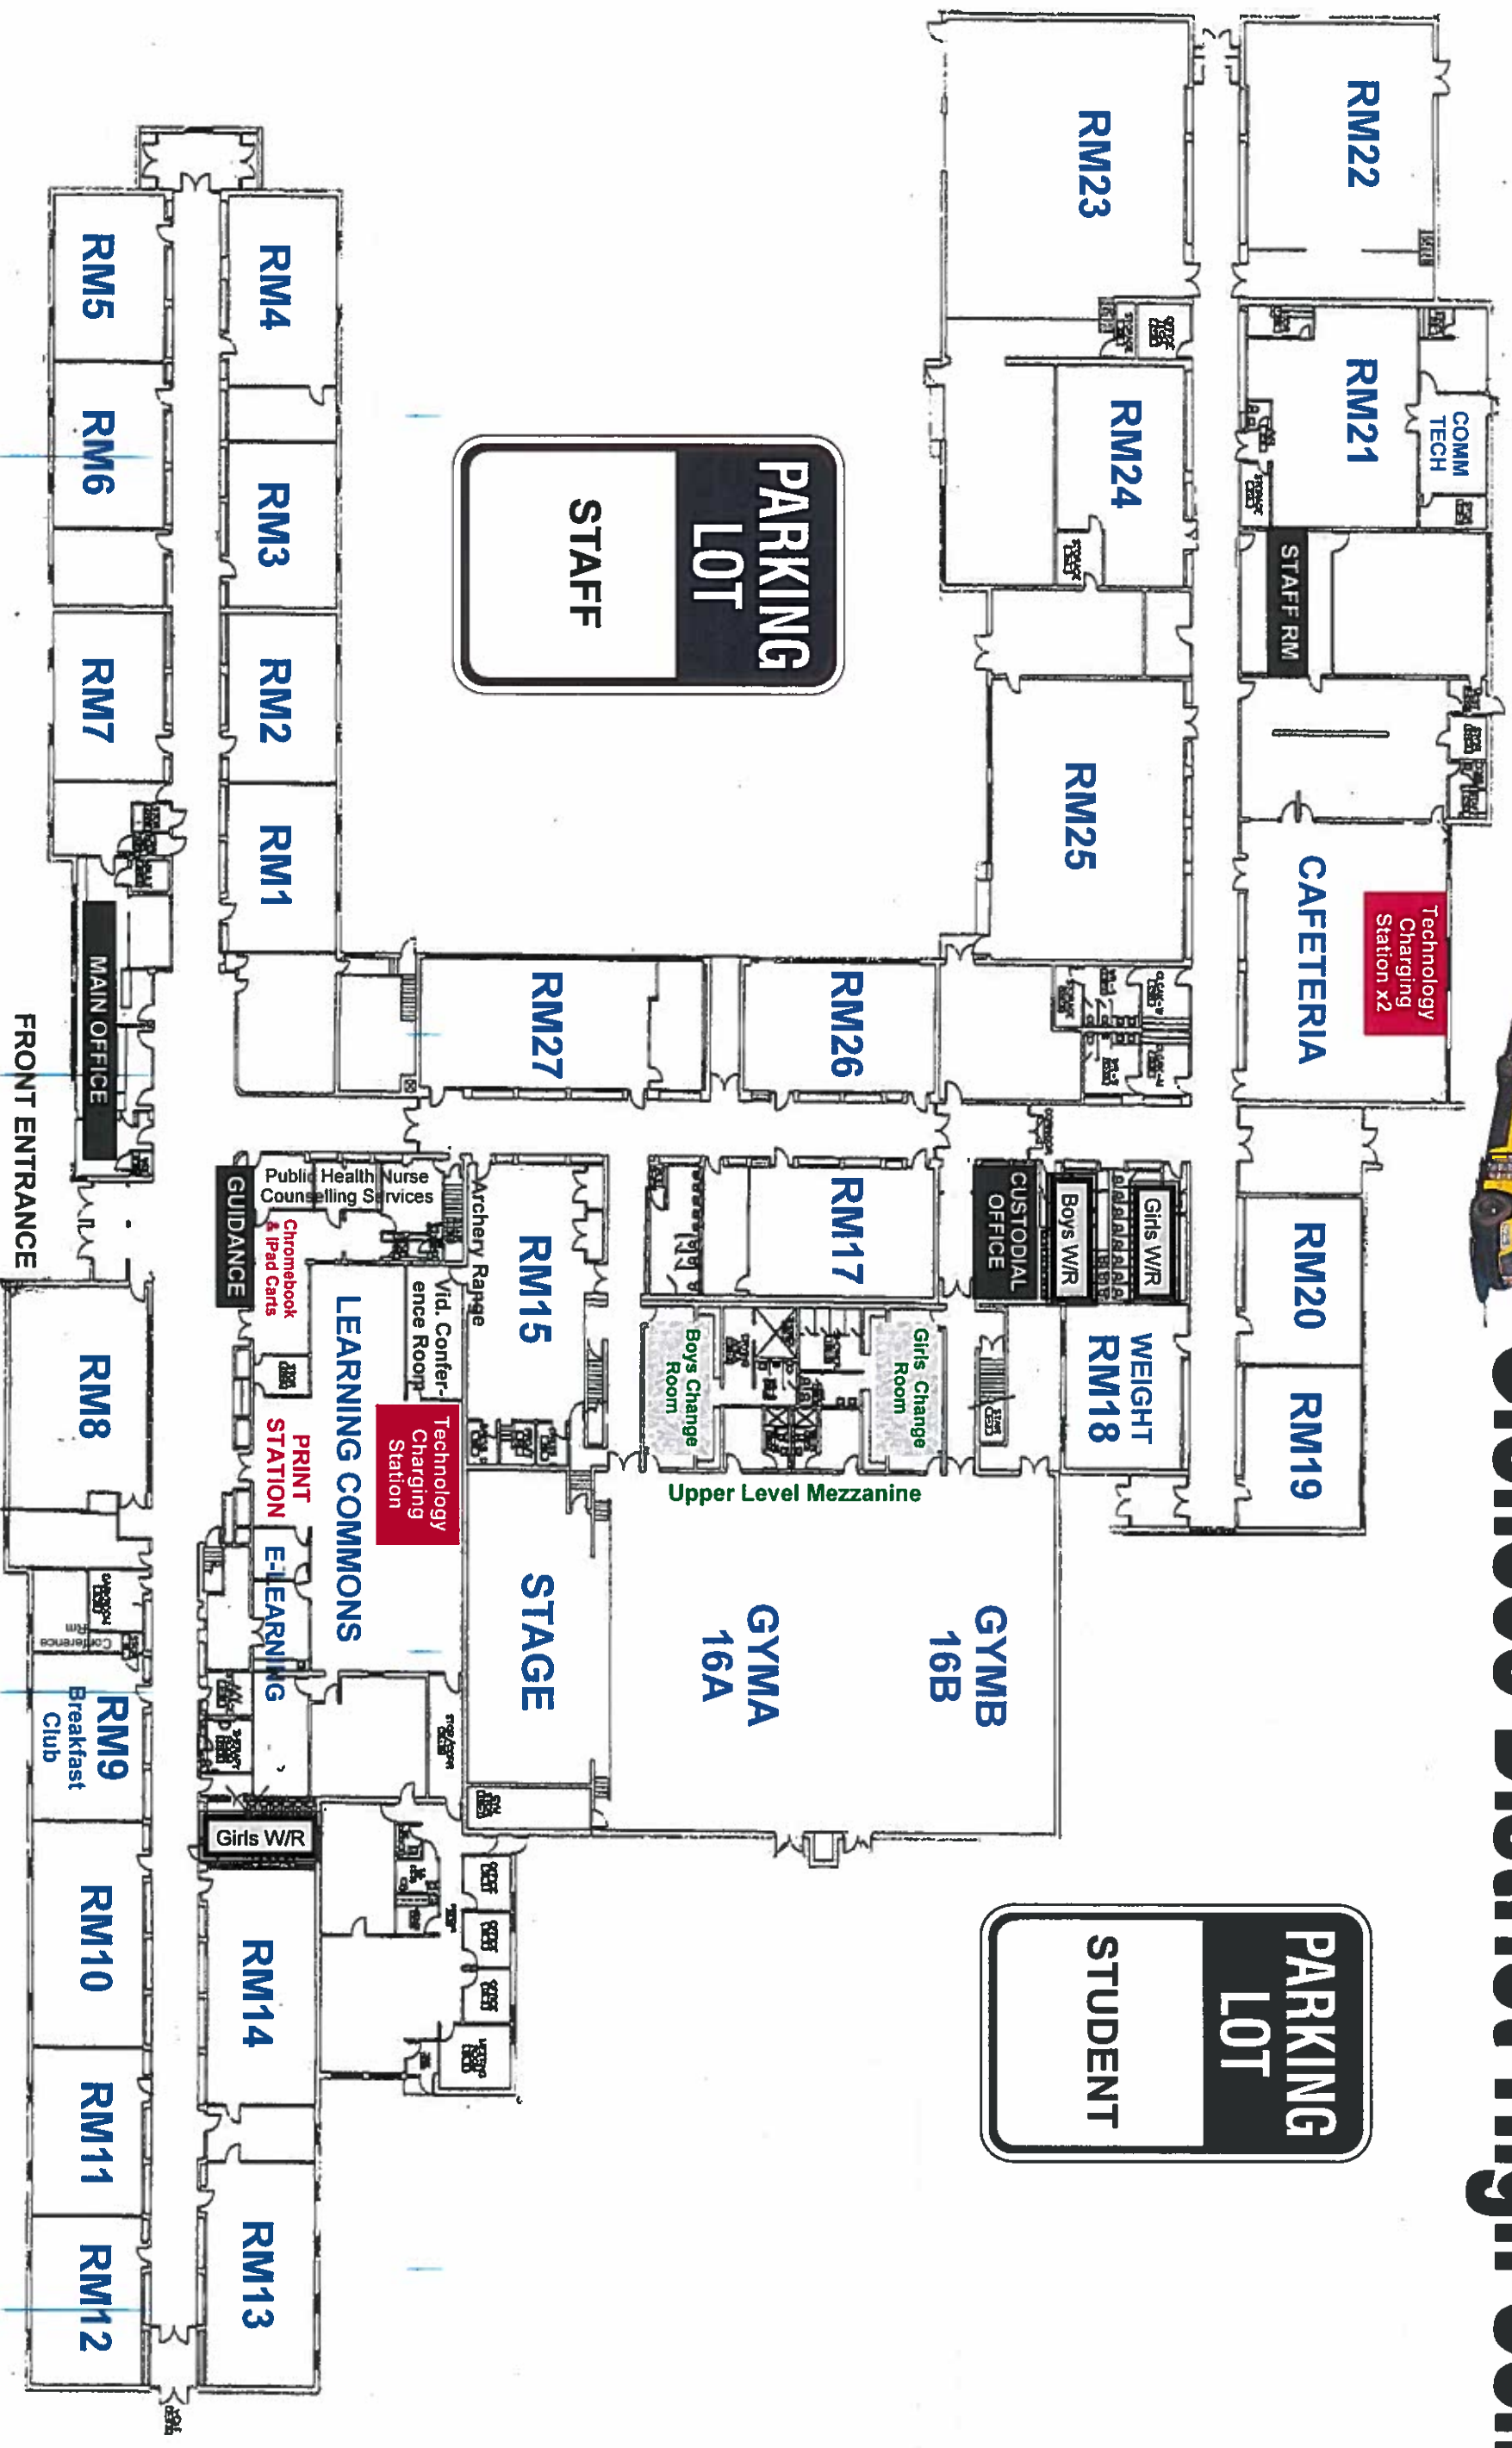 RM22
RM21
COMM
TECH
STAFF RM
CAFETERIA
Technology
Charging
Station x2
RM20
RM19
RM23
RM24
RM25
Girls W/R
Boys W/R
CUSTODIAL
OFFICE
WEIGHT
RM18
RM26
RM17
Girls Change
Room
Boys Change
Room
Upper Level Mezzanine
GYMB
16B
GYMA
16A
PARKING
LOT
STAFF
PARKING
LOT
STUDENT
RM27
RM15
Archery Range
STAGE
Vid. Confer-
ence Room
Technology
Charging
Station
LEARNING COMMONS
Public Health Nurse
Counselling Services
Chromebook
& iPad Carts
PRINT
STATION
E-LEARNING
GUIDANCE
RM4
RM3
RM2
RM1
Girls W/R
RM14
RM13
RM5
RM6
RM7
MAIN OFFICE
FRONT ENTRANCE
RM8
Conference
Rm
RM9
Breakfast
Club
RM10
RM11
RM12